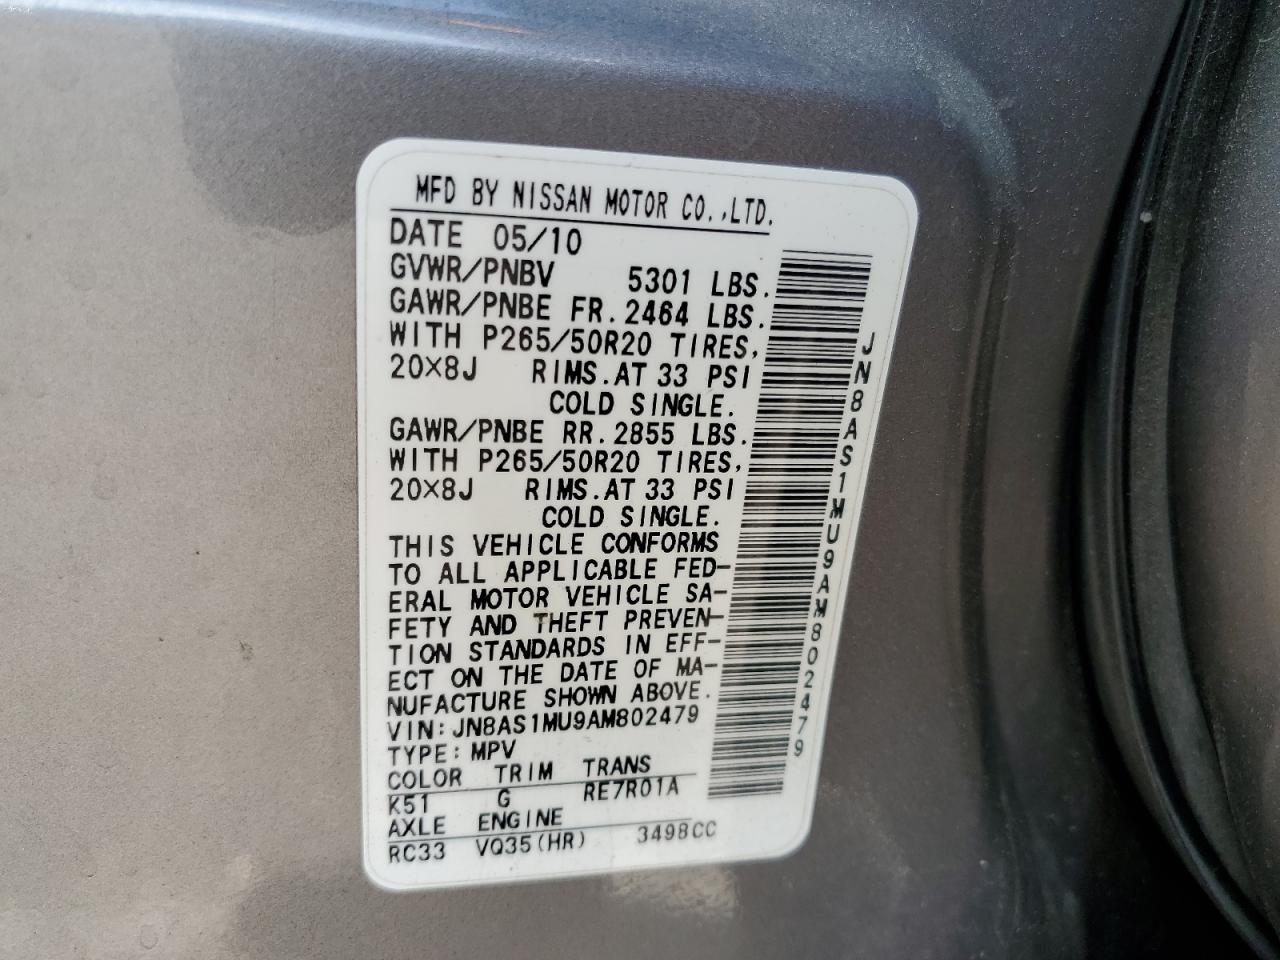 MFD BY NISSAN MOTOR CO.,LTD.
DATE 05/10
GVWR/PNBV 5301 LBS.
GAWR/PNBE FR.2464 LBS.
WITH P265/50R20 TIRES,
20X8J RIMS.AT 33 PSI
COLD SINGLE.
GAWR/PNBE RR.2855 LBS.
WITH P265/50R20 TIRES,
20X8J RIMS.AT 33 PSI
COLD SINGLE.
THIS VEHICLE CONFORMS
TO ALL APPLICABLE FED-
ERAL MOTOR VEHICLE SA-
FETY AND THEFT PREVEN-
TION STANDARDS IN EFF-
ECT ON THE DATE OF MA-
NUFACTURE SHOWN ABOVE.
VIN:JN8AS1MU9AM802479
TYPE:MPV
COLOR TRIM TRANS
K51 G RE7R01A
AXLE ENGINE
RC33 VQ35(HR) 3498CC
JN8AS1MU9AM802479